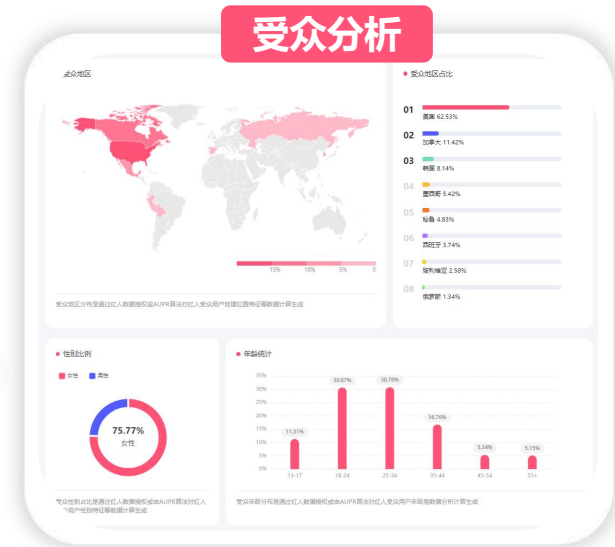 受众分析
受众地区
受众地区占比
01
美国 62.53%
02
加拿大 11.42%
03
韩国 8.14%
04
墨西哥 5.42%
05
秘鲁 4.83%
06
西班牙 3.74%
07
玻利维亚 2.58%
08
俄罗斯 1.34%
15% 10% 5% 0
受众地区分布是通过红人数据授权或AUPR算法对红人受众用户地理位置特征等数据计算生成
性别比例
女性 男性
75.77%
女性
受众性别占比是通过红人数据授权或由AUPR算法对红人
用户性别特征等数据计算生成
年龄统计
35%
30%
25%
20%
15%
10%
5%
0%
11.31% 30.87% 30.78% 16.76% 5.34% 5.15%
13-17 18-24 25-34 35-44 45-54 55+
受众年龄分布是通过红人数据授权或由AUPR算法对红人受众用户年龄层数据分析计算生成